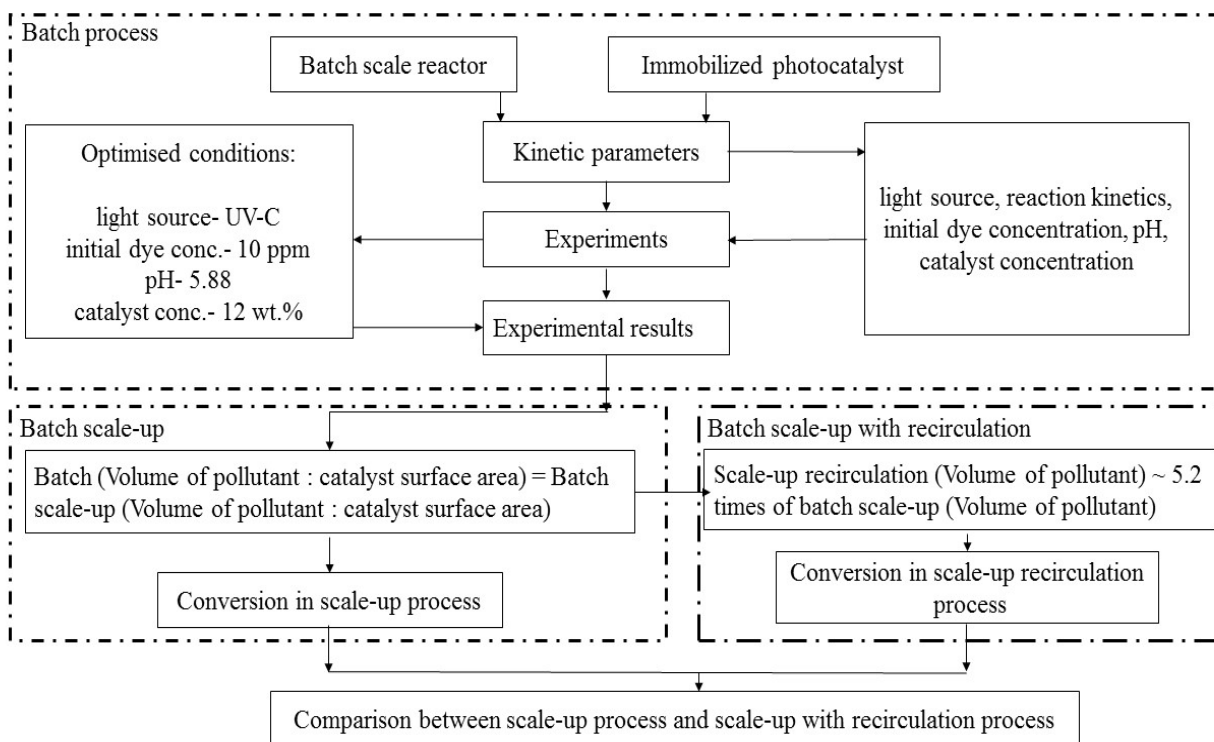 Batch process
Batch scale reactor
Immobilized photocatalyst
Kinetic parameters
Optimised conditions:
light source- UV-C
initial dye conc.- 10 ppm
pH- 5.88
catalyst conc.- 12 wt.%
light source, reaction kinetics,
initial dye concentration, pH,
catalyst concentration
Experiments
Experimental results
Batch scale-up
Batch (Volume of pollutant : catalyst surface area) = Batch
scale-up (Volume of pollutant : catalyst surface area)
Conversion in scale-up process
Batch scale-up with recirculation
Scale-up recirculation (Volume of pollutant) ~ 5.2
times of batch scale-up (Volume of pollutant)
Conversion in scale-up recirculation
process
Comparison between scale-up process and scale-up with recirculation process